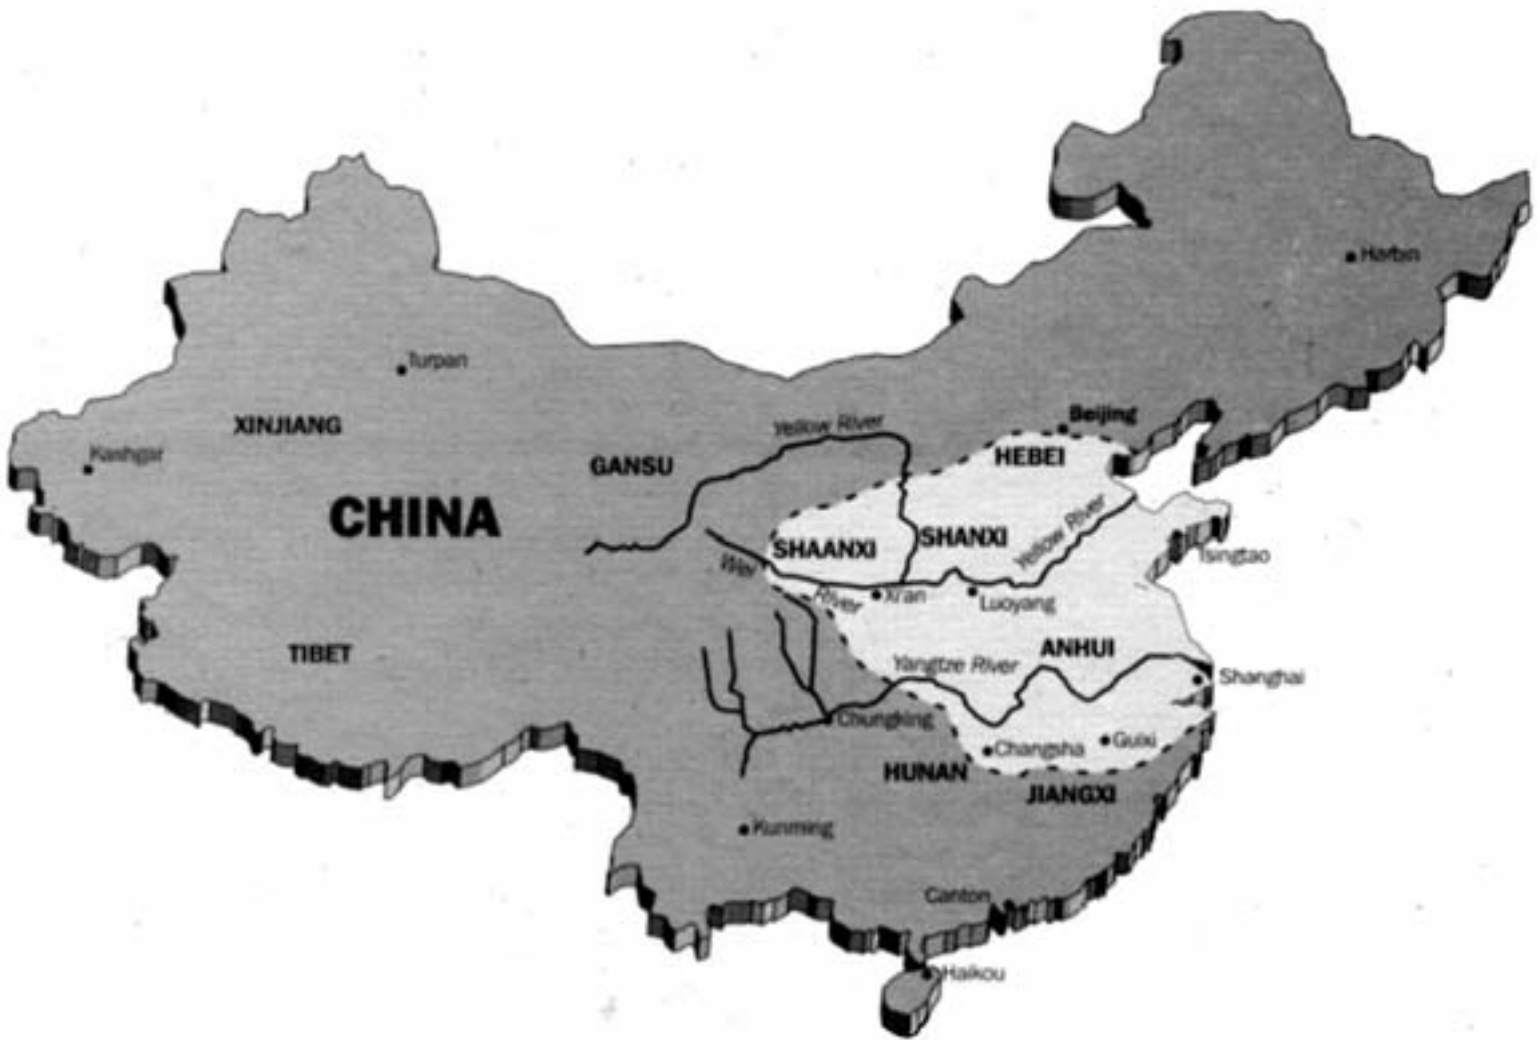 Harbin
Turpan
Beijing
XINJIANG
Yellow River
Kashgar
GANSU
HEBEI
CHINA
SHAANXI
SHANXI
Yellow River
Tsingtao
Wei River
Xi'an
Luoyang
TIBET
ANHUI
Yangtze River
Shanghai
Chungking
Changsha
Guixi
HUNAN
JIANGXI
Kunming
Canton
Haikou